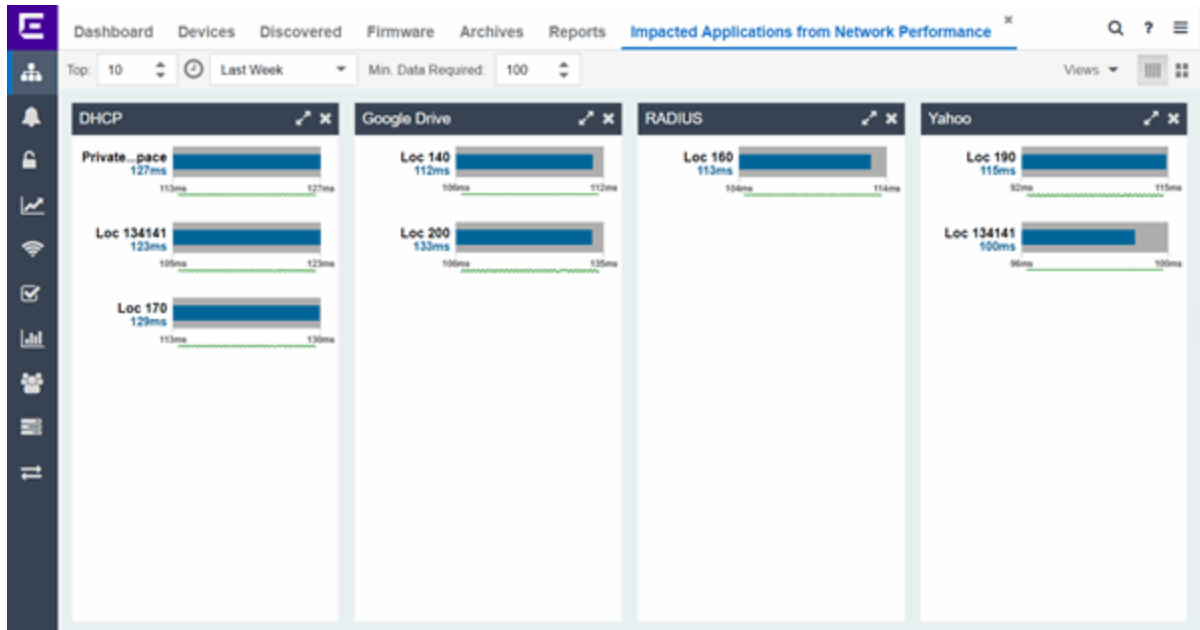 Dashboard Devices Discovered Firmware Archives Reports Impacted Applications from Network Performance
Top: 10 Last Week Min. Data Required: 100 Views
DHCP
Private...pace
127ms
113ms 127ms
Loc 134141
123ms
105ms 123ms
Loc 170
129ms
113ms 130ms
Google Drive
Loc 140
112ms
106ms 112ms
Loc 200
133ms
106ms 135ms
RADIUS
Loc 160
113ms
104ms 114ms
Yahoo
Loc 190
115ms
92ms 115ms
Loc 134141
100ms
96ms 100ms